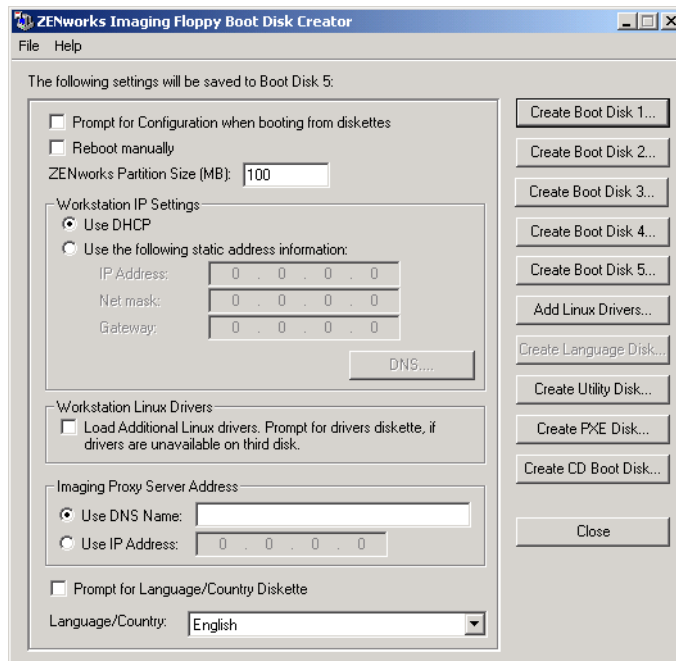 ZENworks Imaging Floppy Boot Disk Creator
File Help
The following settings will be saved to Boot Disk 5:
Prompt for Configuration when booting from diskettes
Reboot manually
ZENworks Partition Size (MB): 100
Workstation IP Settings
Use DHCP
Use the following static address information:
IP Address: 0 . 0 . 0 . 0
Net mask: 0 . 0 . 0 . 0
Gateway: 0 . 0 . 0 . 0
DNS....
Workstation Linux Drivers
Load Additional Linux drivers. Prompt for drivers diskette, if
drivers are unavailable on third disk.
Imaging Proxy Server Address
Use DNS Name:
Use IP Address: 0 . 0 . 0 . 0
Prompt for Language/Country Diskette
Language/Country: English
Create Boot Disk 1...
Create Boot Disk 2...
Create Boot Disk 3...
Create Boot Disk 4...
Create Boot Disk 5...
Add Linux Drivers...
Create Language Disk...
Create Utility Disk...
Create PXE Disk...
Create CD Boot Disk...
Close